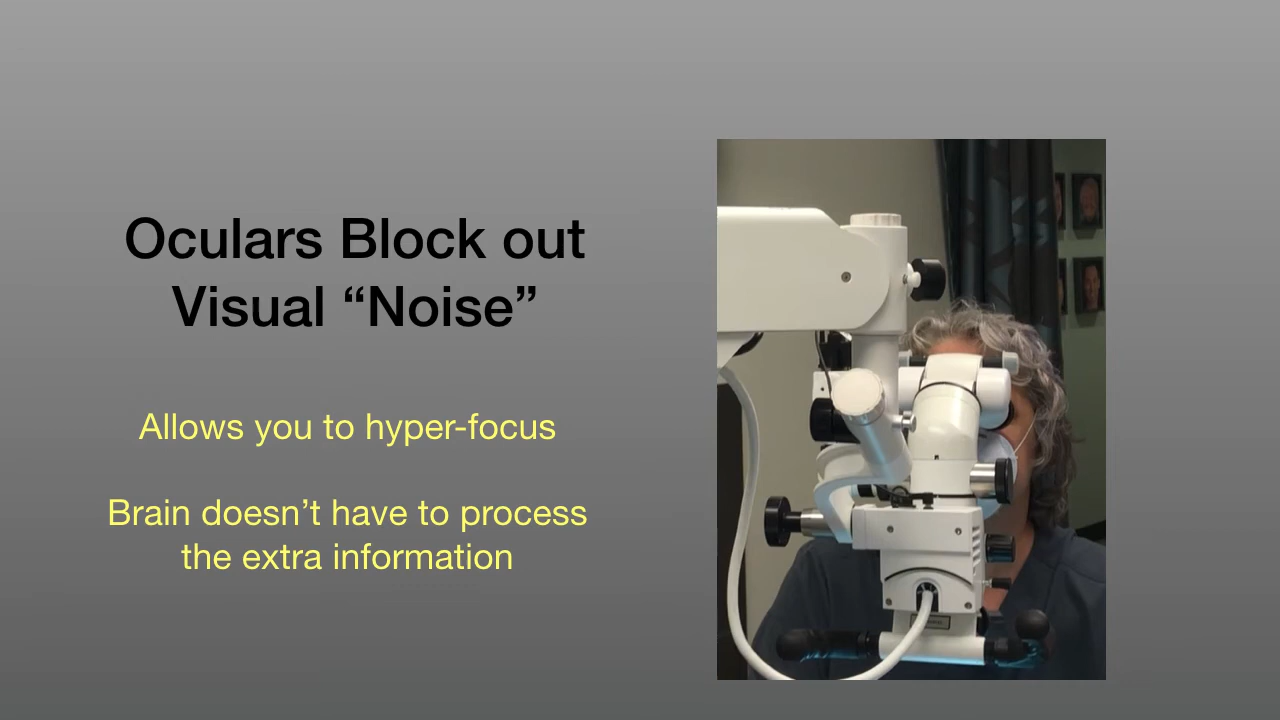 Oculars Block out
Visual “Noise”
Allows you to hyper-focus
Brain doesn’t have to process
the extra information